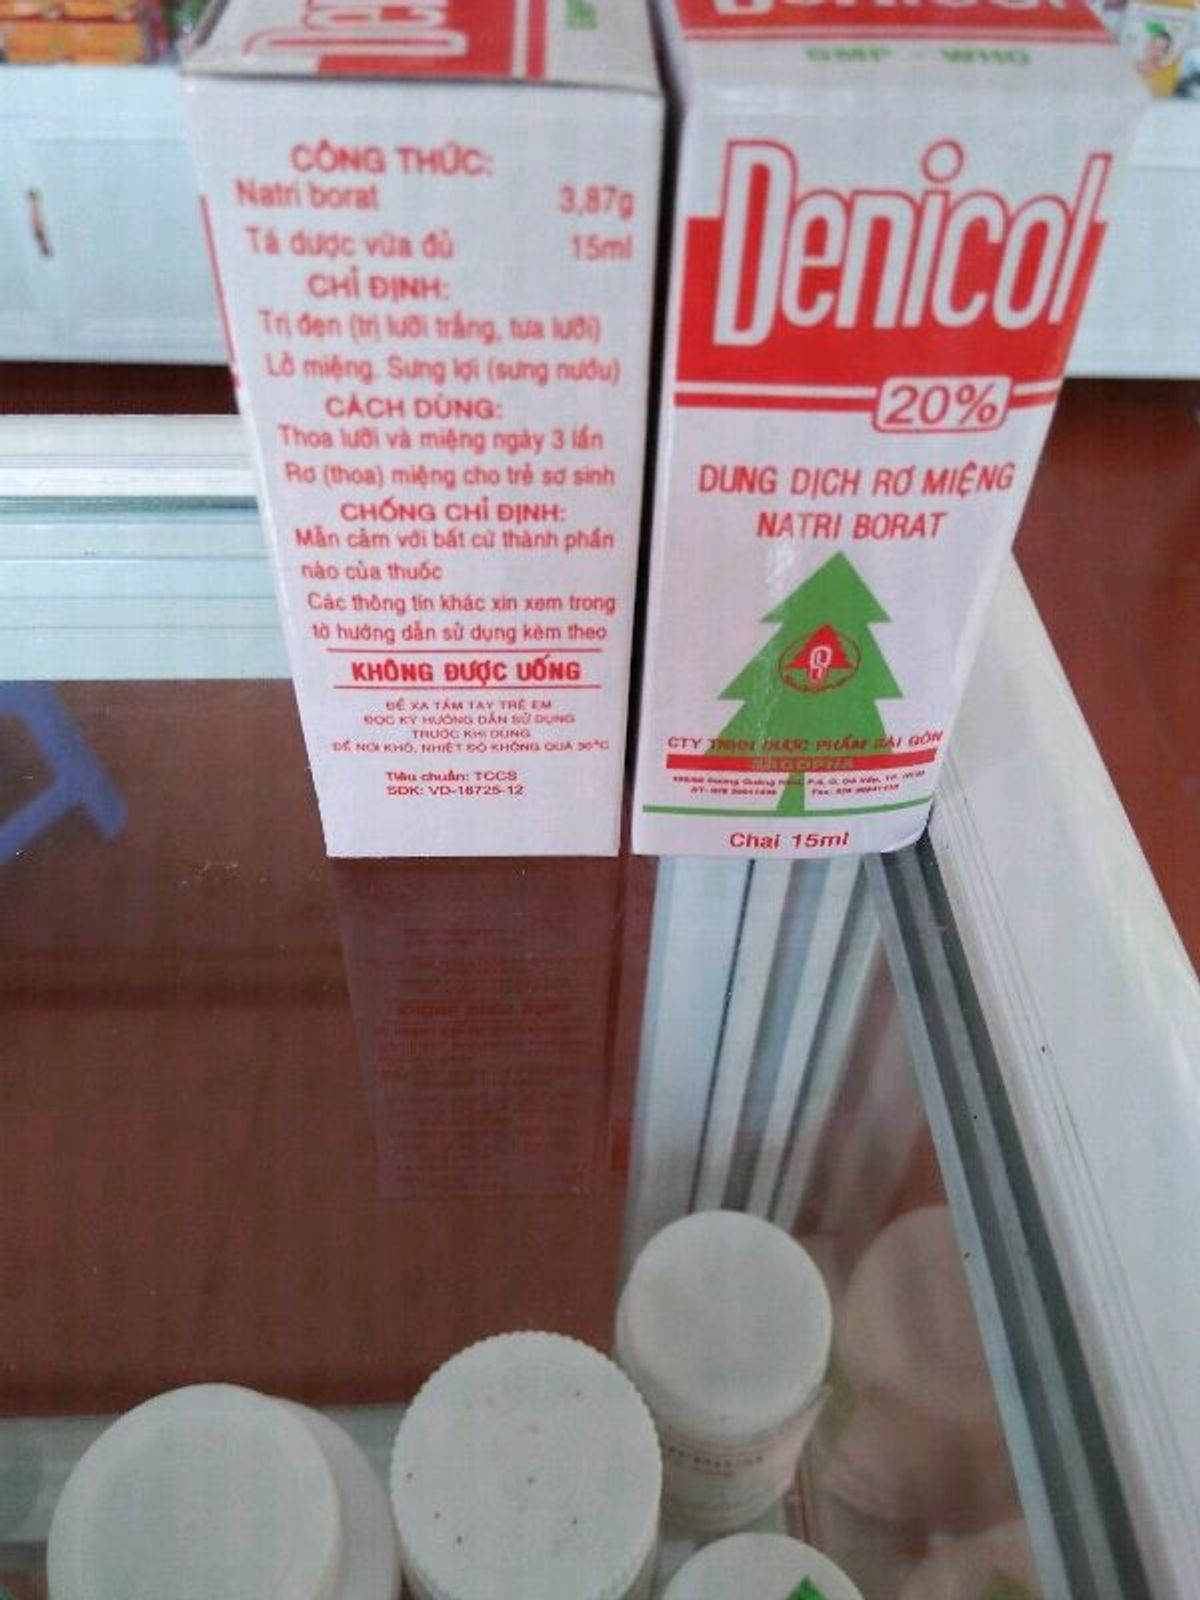 CÔNG THỨC:
Natri borat 3,87g
Tá dược vừa đủ 15ml
CHỈ ĐỊNH:
Trị đẹn (trị lưỡi trắng, tưa lưỡi)
Lở miệng. Sưng lợi (sưng nướu)
CÁCH DÙNG:
Thoa lưỡi và miệng ngày 3 lần
Rơ (thoa) miệng cho trẻ sơ sinh
CHỐNG CHỈ ĐỊNH:
Mẫn cảm với bất cứ thành phần
nào của thuốc
Các thông tin khác xin xem trong
tờ hướng dẫn sử dụng kèm theo
KHÔNG ĐƯỢC UỐNG
ĐỂ XA TẦM TAY TRẺ EM
ĐỌC KỸ HƯỚNG DẪN SỬ DỤNG
TRƯỚC KHI DÙNG
ĐỂ NƠI KHÔ, NHIỆT ĐỘ KHÔNG QUÁ 30°C
Tiêu chuẩn: TCCS
SĐK: VD-16725-12
Denicol
GMP - WHO
Denicol
20%
DUNG DỊCH RƠ MIỆNG
NATRI BORAT
CTY TNHH DƯỢC PHẨM SÀI GÒN
SAGOPHA
Chai 15ml